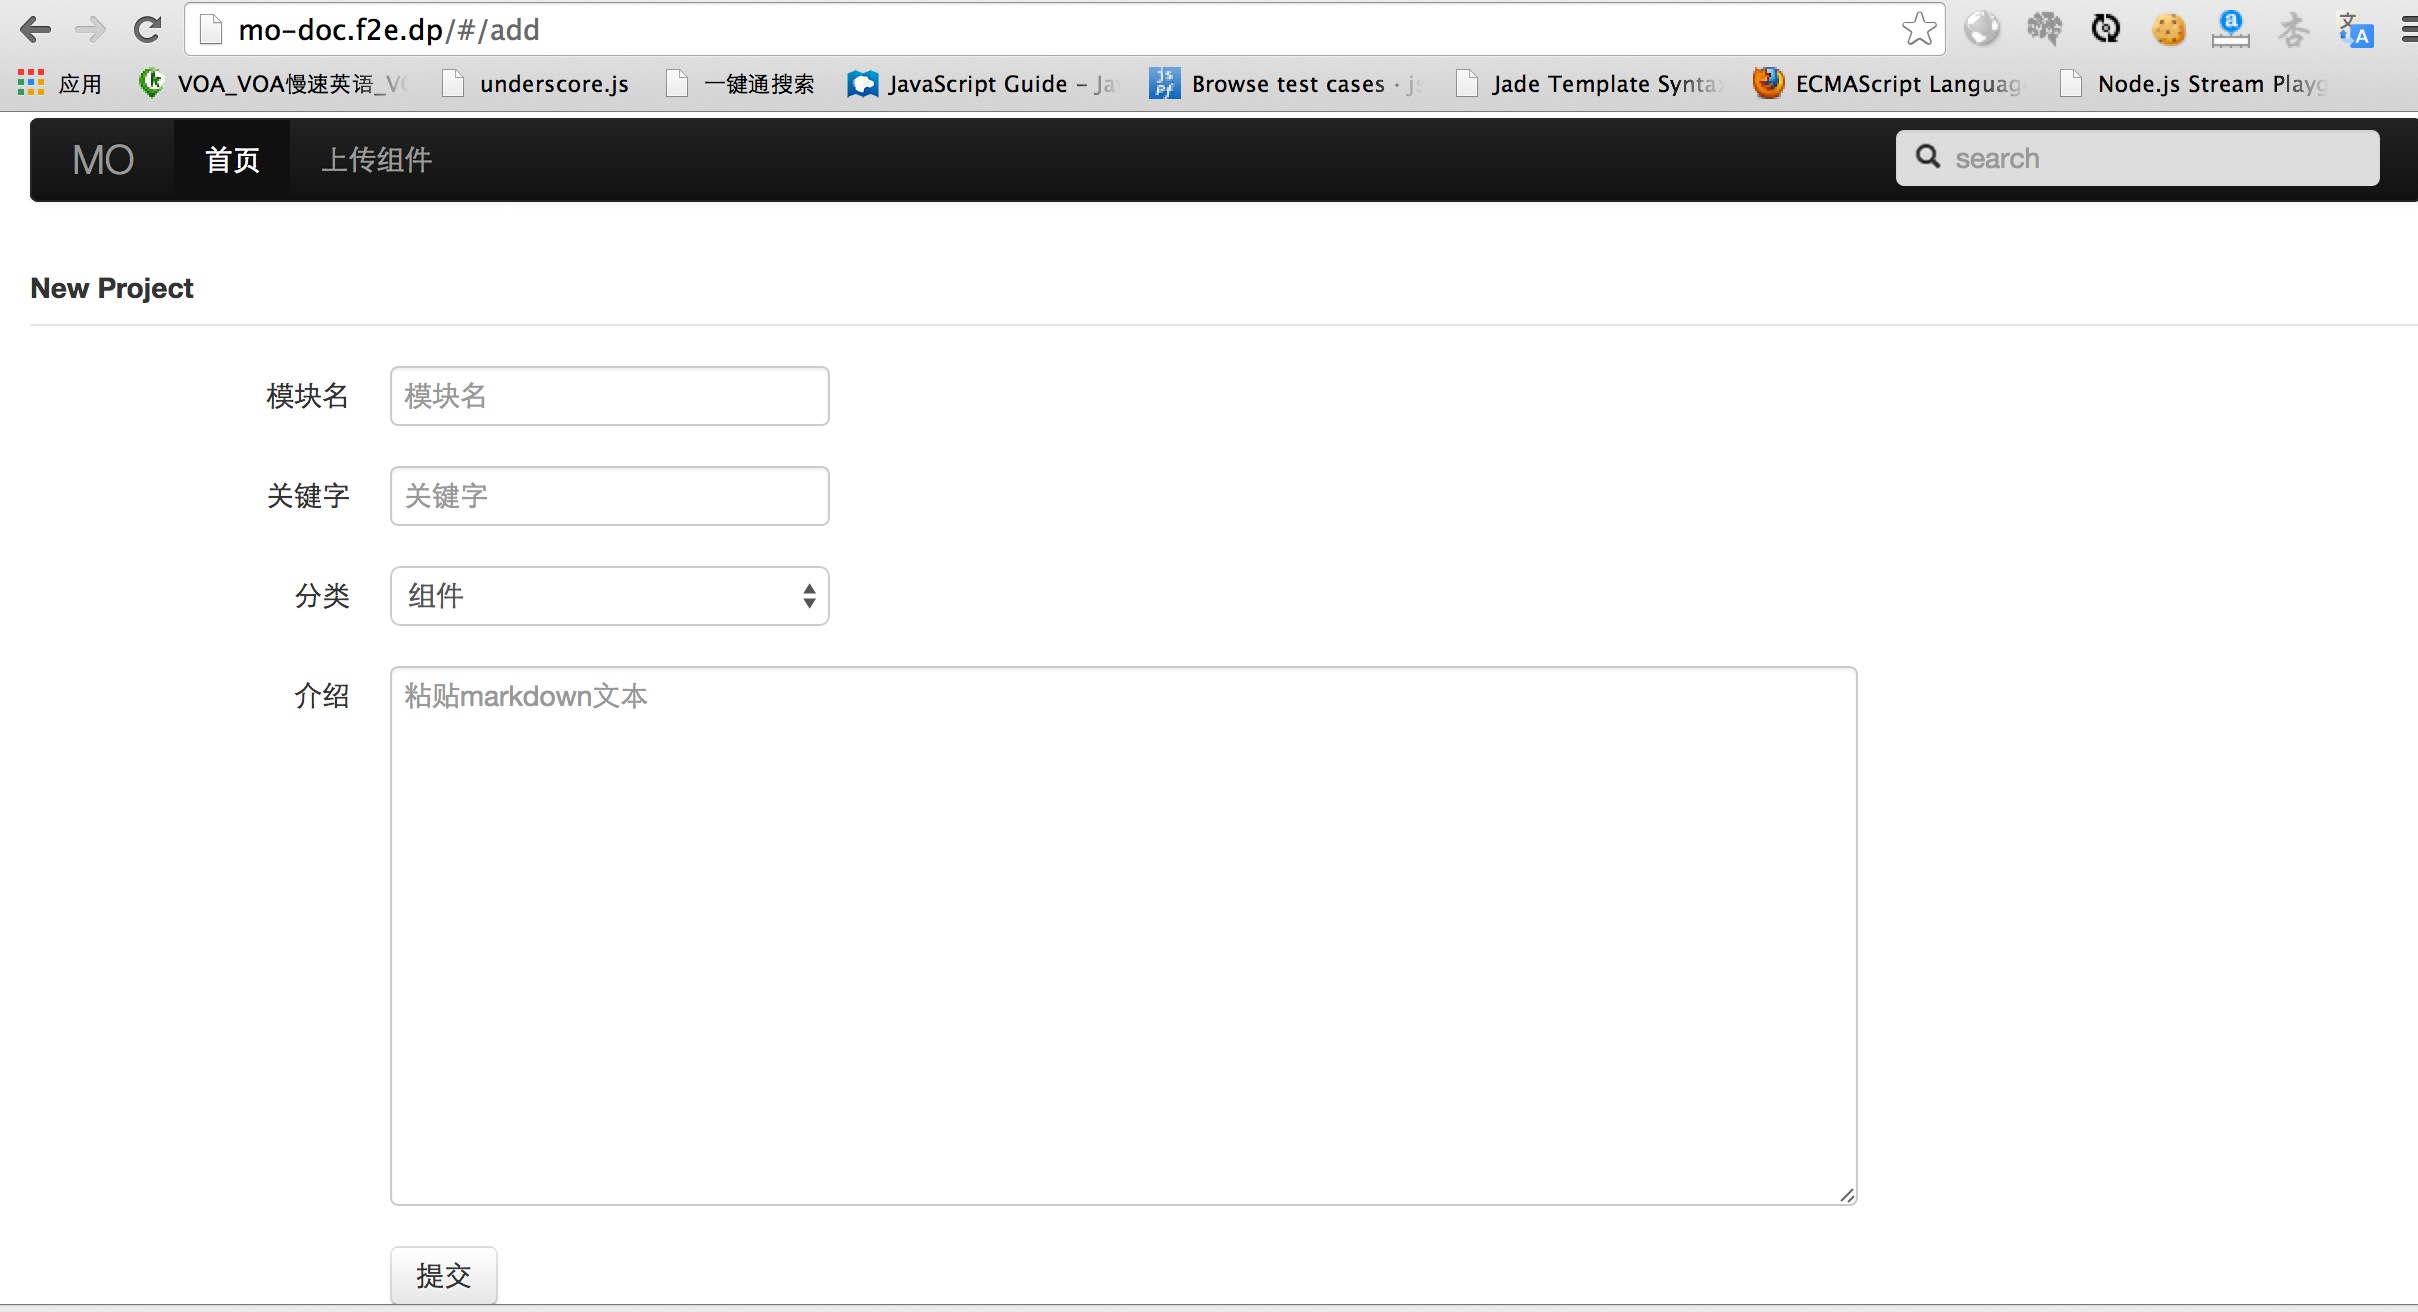 mo-doc.f2e.dp/#/add
应用 VOA_VOA慢速英语_VO underscore.js 一键通搜索 JavaScript Guide – Ja Browse test cases · js Jade Template Synta ECMAScript Languag Node.js Stream Playg
MO 首页 上传组件 search
New Project
模块名 模块名
关键字 关键字
分类 组件
介绍 粘贴markdown文本
提交